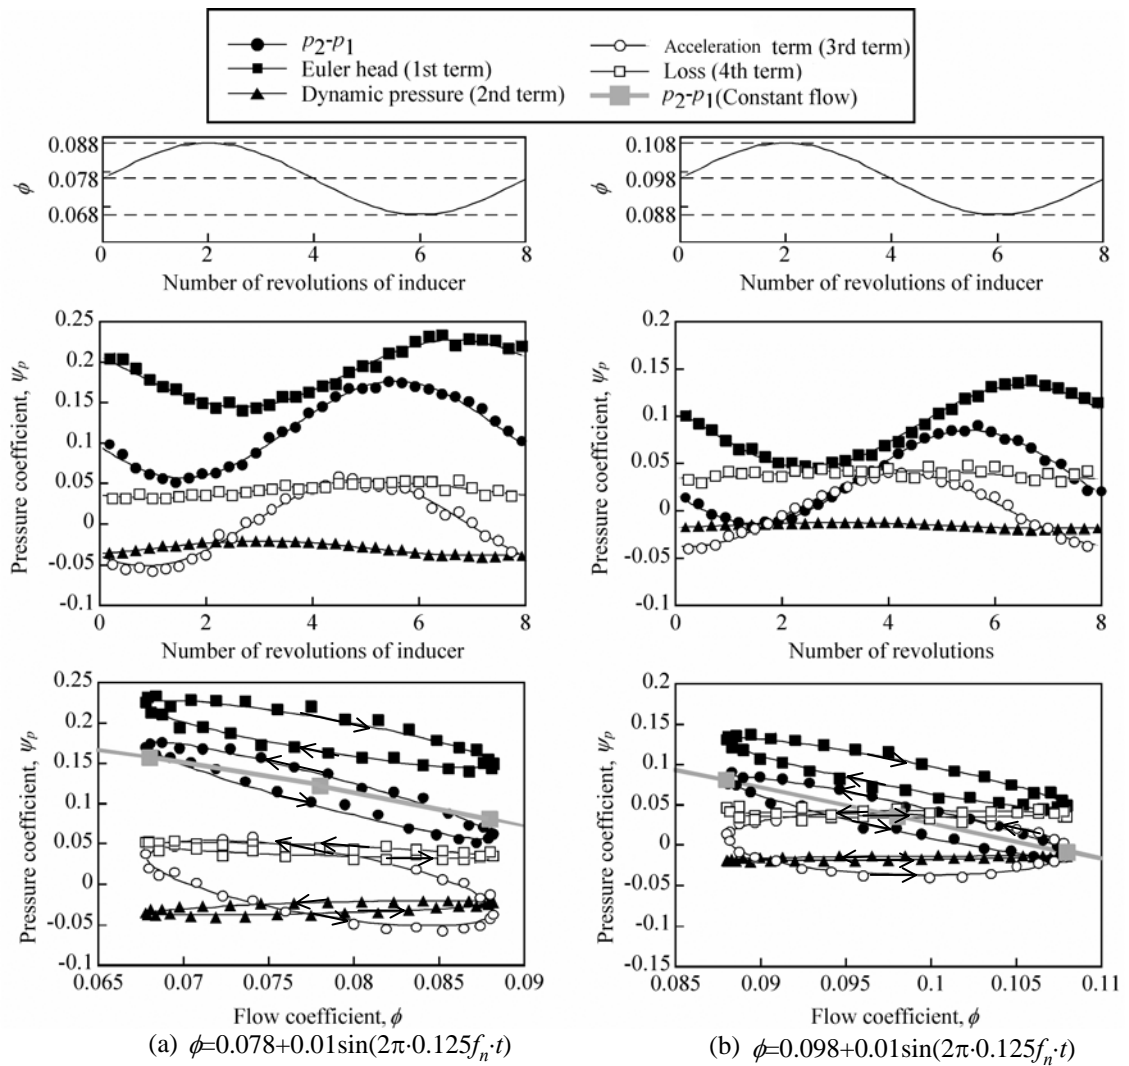 p2-p1
Euler head (1st term)
Dynamic pressure (2nd term)
Acceleration term (3rd term)
Loss (4th term)
p2-p1(Constant flow)
0.088
0.078
0.068
ϕ
0 2 4 6 8
Number of revolutions of inducer
0.108
0.098
0.088
ϕ
0 2 4 6 8
Number of revolutions of inducer
0.25
0.2
0.15
0.1
0.05
0
-0.05
-0.1
Pressure coefficient, ψp
0 2 4 6 8
Number of revolutions of inducer
0.2
0.15
0.1
0.05
0
-0.05
-0.1
Pressure coefficient, ψp
0 2 4 6 8
Number of revolutions
0.25
0.2
0.15
0.1
0.05
0
-0.05
-0.1
Pressure coefficient, ψp
0.065 0.07 0.075 0.08 0.085 0.09
Flow coefficient, ϕ
0.2
0.15
0.1
0.05
0
-0.05
-0.1
-0.15
Pressure coefficient, ψp
0.085 0.09 0.095 0.1 0.105 0.11
Flow coefficient, ϕ
(a) ϕ=0.078+0.01sin(2π·0.125fn·t)
(b) ϕ=0.098+0.01sin(2π·0.125fn·t)